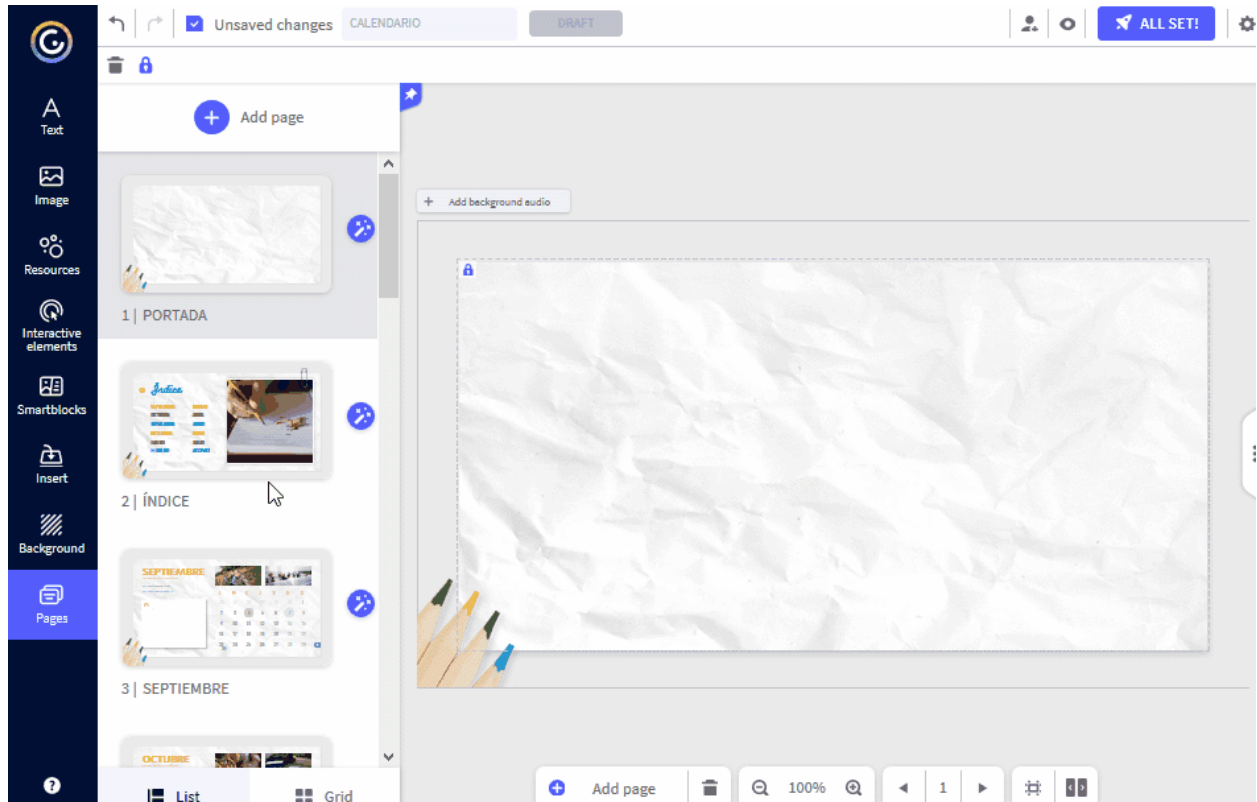 Unsaved changes
CALENDARIO
DRAFT
ALL SET!
Text
Image
Resources
Interactive
elements
Smartblocks
Insert
Background
Pages
?
Add page
1 | PORTADA
Índice
2 | ÍNDICE
SEPTIEMBRE
3 | SEPTIEMBRE
OCTUBRE
List
Grid
+ Add background audio
Add page
100%
1